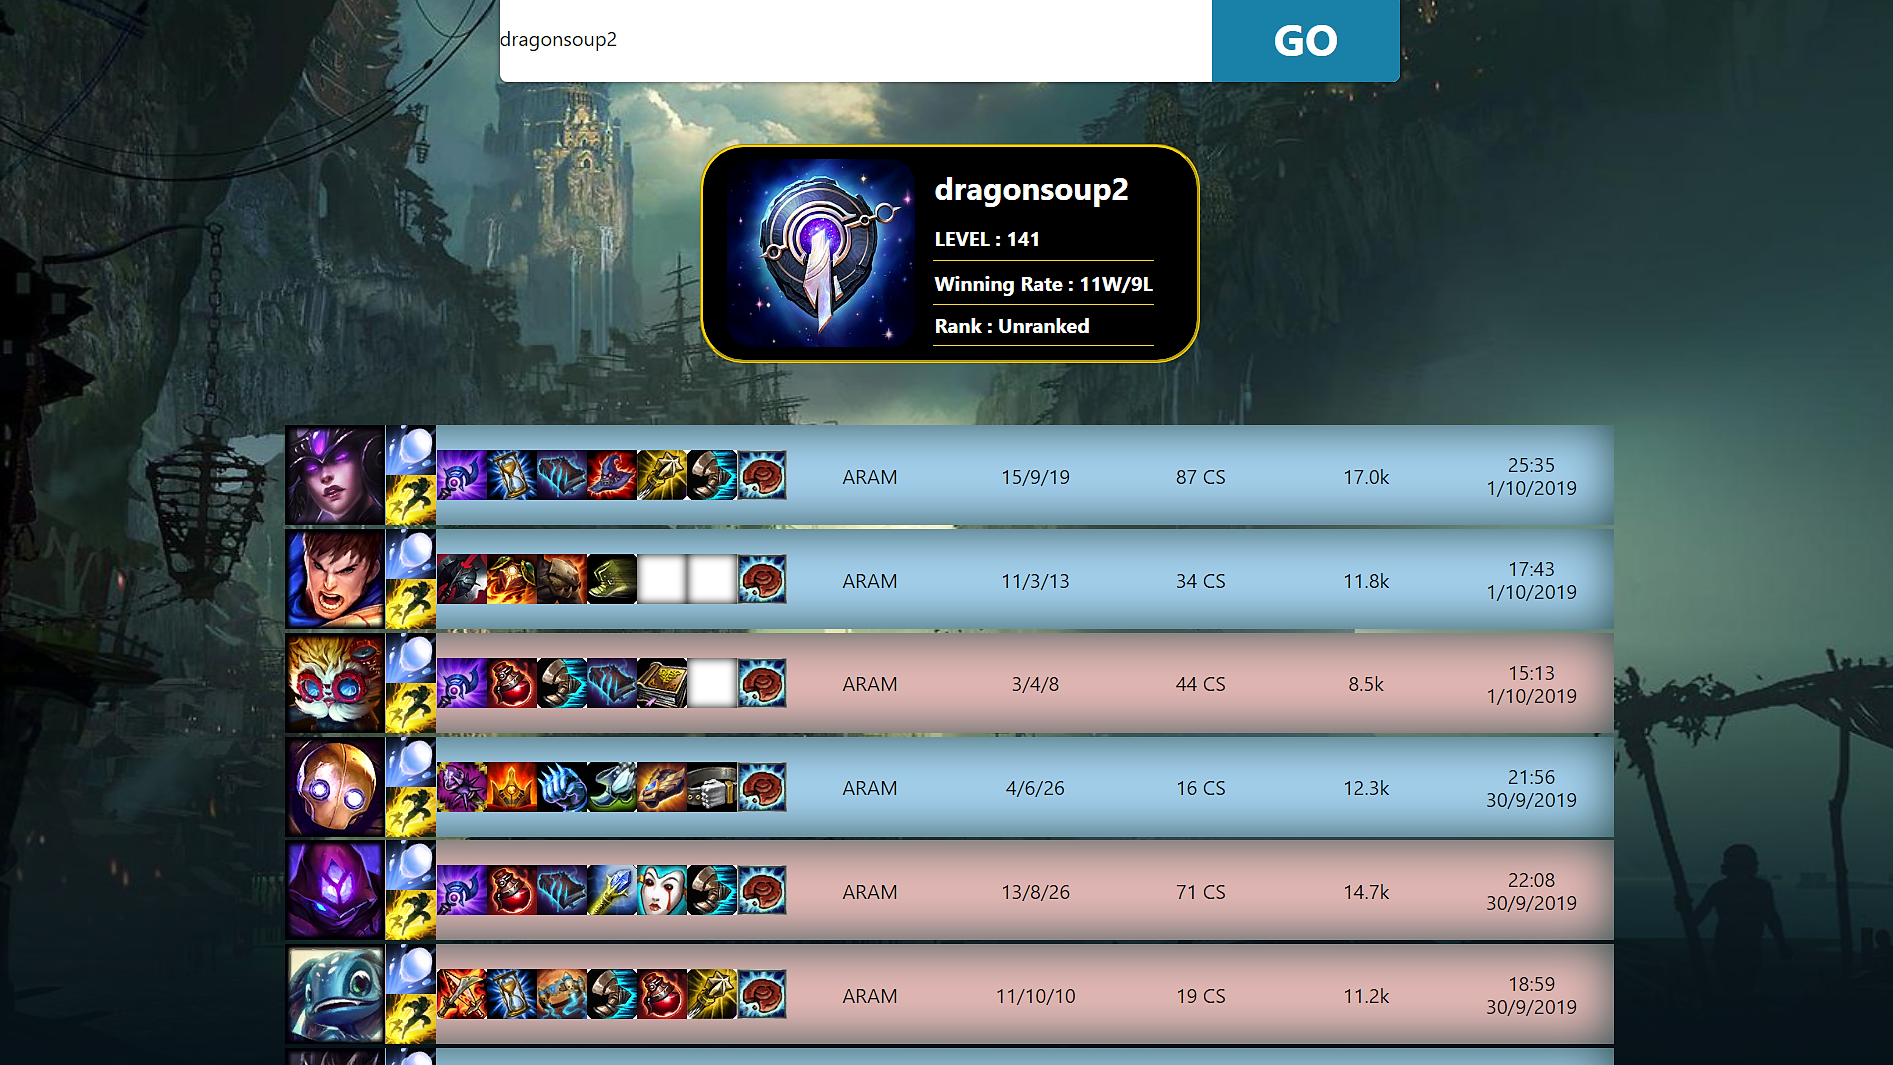 dragonsoup2
GO
dragonsoup2
LEVEL : 141
Winning Rate : 11W/9L
Rank : Unranked
ARAM 15/9/19 87 CS 17.0k 25:35
1/10/2019
ARAM 11/3/13 34 CS 11.8k 17:43
1/10/2019
ARAM 3/4/8 44 CS 8.5k 15:13
1/10/2019
ARAM 4/6/26 16 CS 12.3k 21:56
30/9/2019
ARAM 13/8/26 71 CS 14.7k 22:08
30/9/2019
ARAM 11/10/10 19 CS 11.2k 18:59
30/9/2019